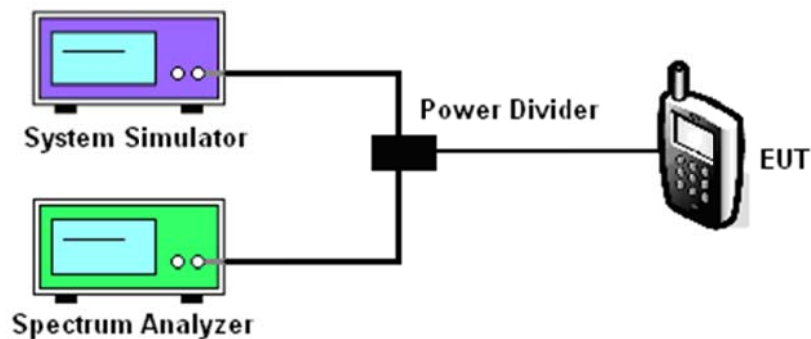 System Simulator
Power Divider
EUT
Spectrum Analyzer